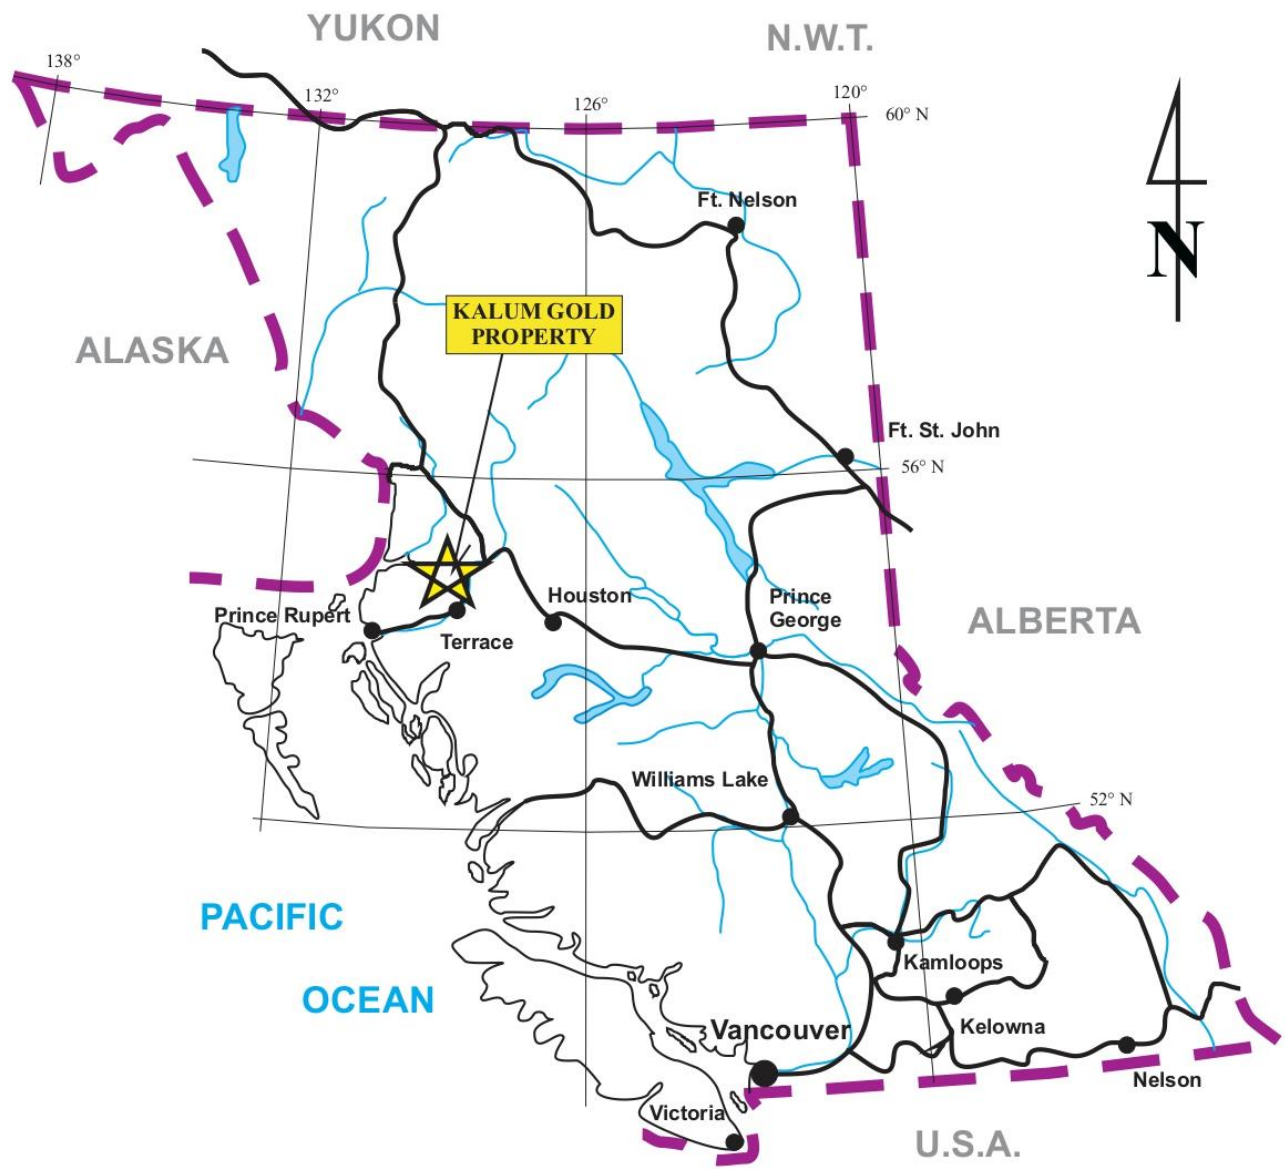 YUKON
N.W.T.
138°
132°
126°
120°
60° N
Ft. Nelson
N
KALUM GOLD
PROPERTY
ALASKA
Ft. St. John
56° N
Houston
Prince
George
Prince Rupert
Terrace
ALBERTA
Williams Lake
52° N
PACIFIC
OCEAN
Kamloops
Kelowna
Vancouver
Nelson
Victoria
U.S.A.